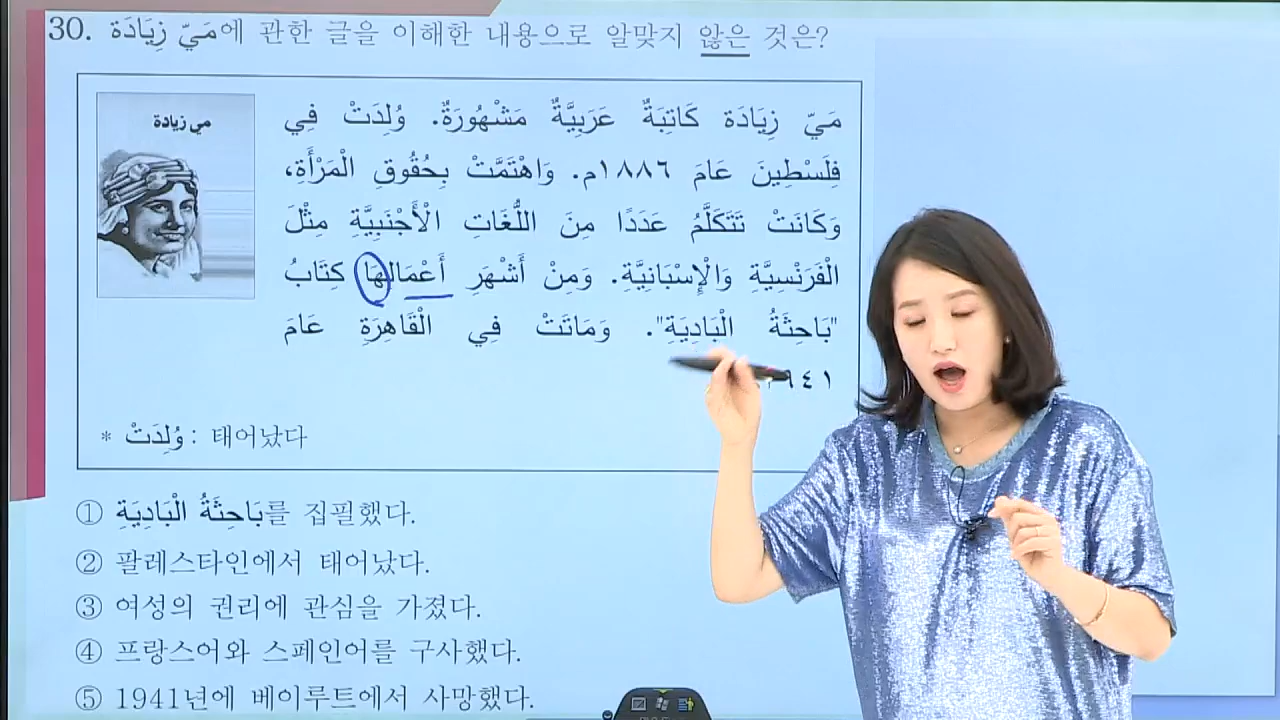 30. مَيّ زِيَادَة에 관한 글을 이해한 내용으로 알맞지 않은 것은?
مي زيادة
مَيّ زِيَادَة كَاتِبَةٌ عَرَبِيَّةٌ مَشْهُورَةٌ. وُلِدَتْ فِي
فِلَسْطِينَ عَامَ ١٨٨٦م. وَاهْتَمَّتْ بِحُقُوقِ الْمَرْأَةِ،
وَكَانَتْ تَتَكَلَّمُ عَدَدًا مِنَ اللُّغَاتِ الْأَجْنَبِيَّةِ مِثْلَ
الْفَرَنْسِيَّةِ وَالْإِسْبَانِيَّةِ. وَمِنْ أَشْهَرِ أَعْمَالِهَا كِتَابُ
"بَاحِثَةُ الْبَادِيَةِ". وَمَاتَتْ فِي الْقَاهِرَةِ عَامَ
* وُلِدَتْ : 태어났다
① بَاحِثَةُ الْبَادِيَةِ를 집필했다.
② 팔레스타인에서 태어났다.
③ 여성의 권리에 관심을 가졌다.
④ 프랑스어와 스페인어를 구사했다.
⑤ 1941년에 베이루트에서 사망했다.